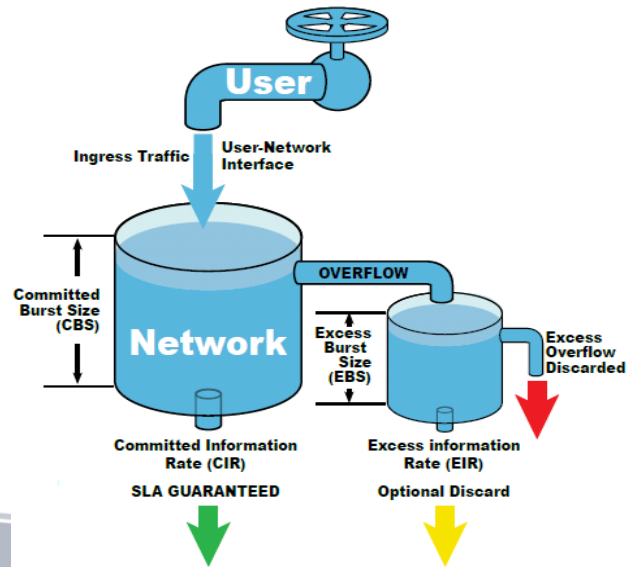 User
Ingress Traffic
User-Network
Interface
OVERFLOW
Committed
Burst Size
(CBS)
Network
Excess
Burst
Size
(EBS)
Excess
Overflow
Discarded
Committed Information
Rate (CIR)
SLA GUARANTEED
Excess information
Rate (EIR)
Optional Discard